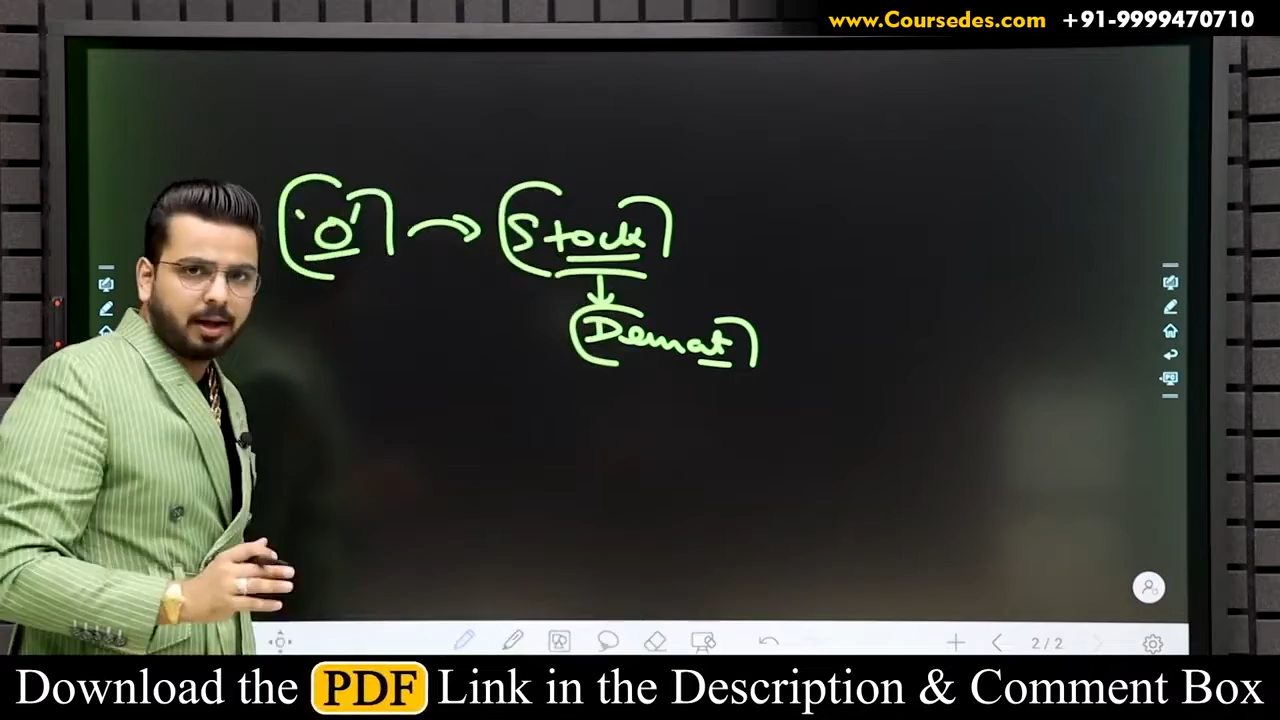 www.Coursedes.com +91-9999470710
'0' → Stock
Demat
2/2
Download the PDF Link in the Description & Comment Box